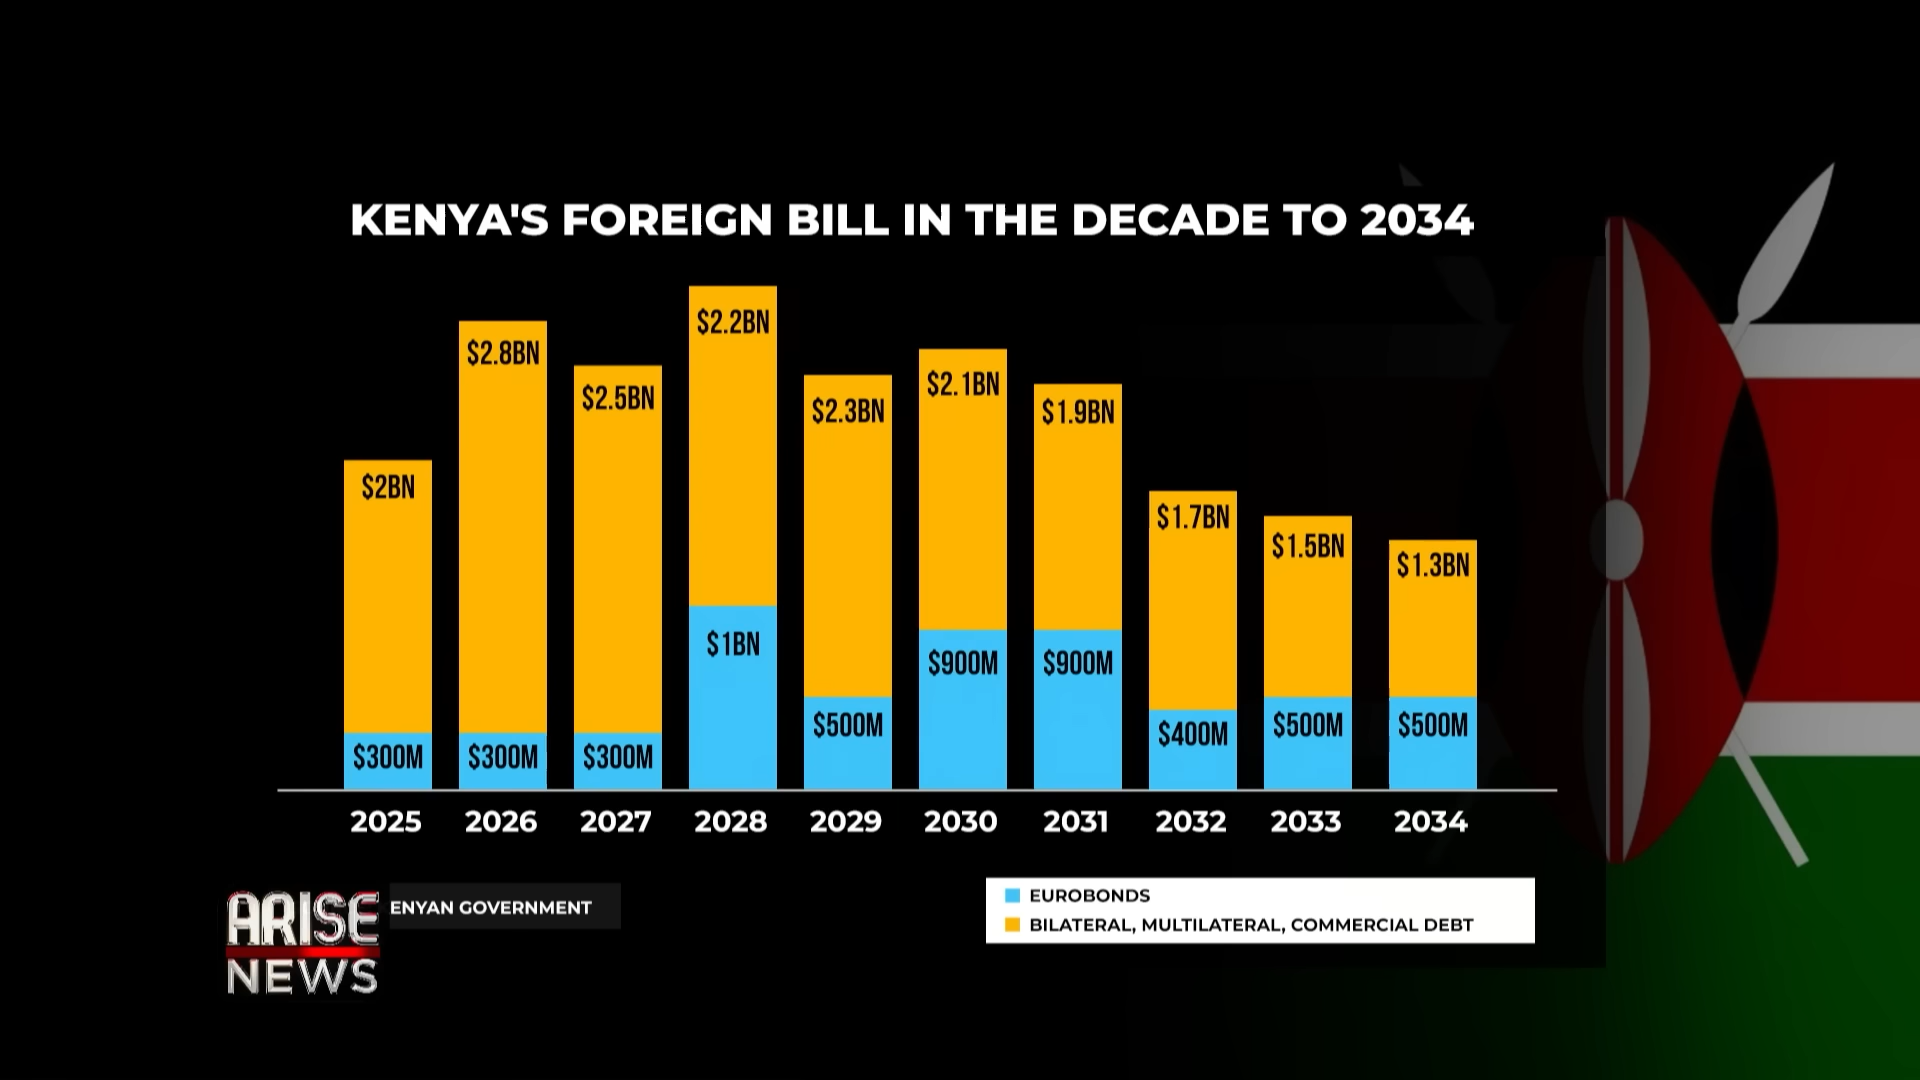 KENYA'S FOREIGN BILL IN THE DECADE TO 2034
$2BN
$300M
$2.8BN
$300M
$2.5BN
$300M
$2.2BN
$1BN
$2.3BN
$500M
$2.1BN
$900M
$1.9BN
$900M
$1.7BN
$400M
$1.5BN
$500M
$1.3BN
$500M
2025 2026 2027 2028 2029 2030 2031 2032 2033 2034
ENYAN GOVERNMENT
ARISE
NEWS
EUROBONDS
BILATERAL, MULTILATERAL, COMMERCIAL DEBT